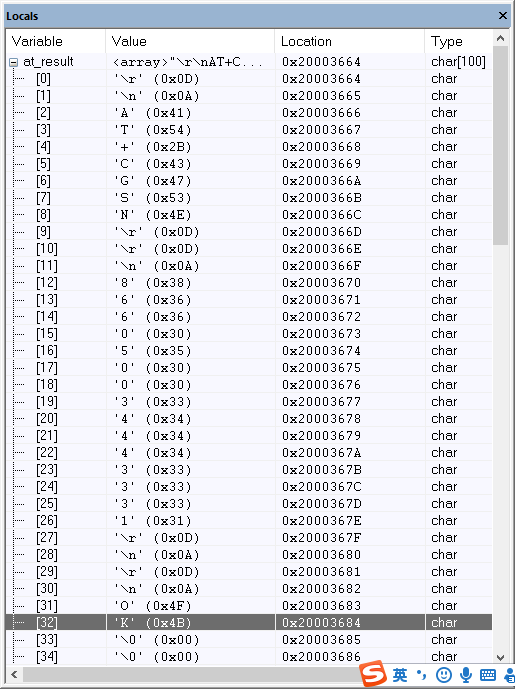 Locals
Variable Value Location Type
at_result <array>"\r\nAT+C... 0x20003664 char[100]
[0] '\r' (0x0D) 0x20003664 char
[1] '\n' (0x0A) 0x20003665 char
[2] 'A' (0x41) 0x20003666 char
[3] 'T' (0x54) 0x20003667 char
[4] '+' (0x2B) 0x20003668 char
[5] 'C' (0x43) 0x20003669 char
[6] 'G' (0x47) 0x2000366A char
[7] 'S' (0x53) 0x2000366B char
[8] 'N' (0x4E) 0x2000366C char
[9] '\r' (0x0D) 0x2000366D char
[10] '\r' (0x0D) 0x2000366E char
[11] '\n' (0x0A) 0x2000366F char
[12] '8' (0x38) 0x20003670 char
[13] '6' (0x36) 0x20003671 char
[14] '6' (0x36) 0x20003672 char
[15] '0' (0x30) 0x20003673 char
[16] '5' (0x35) 0x20003674 char
[17] '0' (0x30) 0x20003675 char
[18] '0' (0x30) 0x20003676 char
[19] '3' (0x33) 0x20003677 char
[20] '4' (0x34) 0x20003678 char
[21] '4' (0x34) 0x20003679 char
[22] '4' (0x34) 0x2000367A char
[23] '3' (0x33) 0x2000367B char
[24] '3' (0x33) 0x2000367C char
[25] '3' (0x33) 0x2000367D char
[26] '1' (0x31) 0x2000367E char
[27] '\r' (0x0D) 0x2000367F char
[28] '\n' (0x0A) 0x20003680 char
[29] '\r' (0x0D) 0x20003681 char
[30] '\n' (0x0A) 0x20003682 char
[31] 'O' (0x4F) 0x20003683 char
[32] 'K' (0x4B) 0x20003684 char
[33] '\0' (0x00) 0x20003685 char
[34] '\0' (0x00) 0x20003686 char
S 英